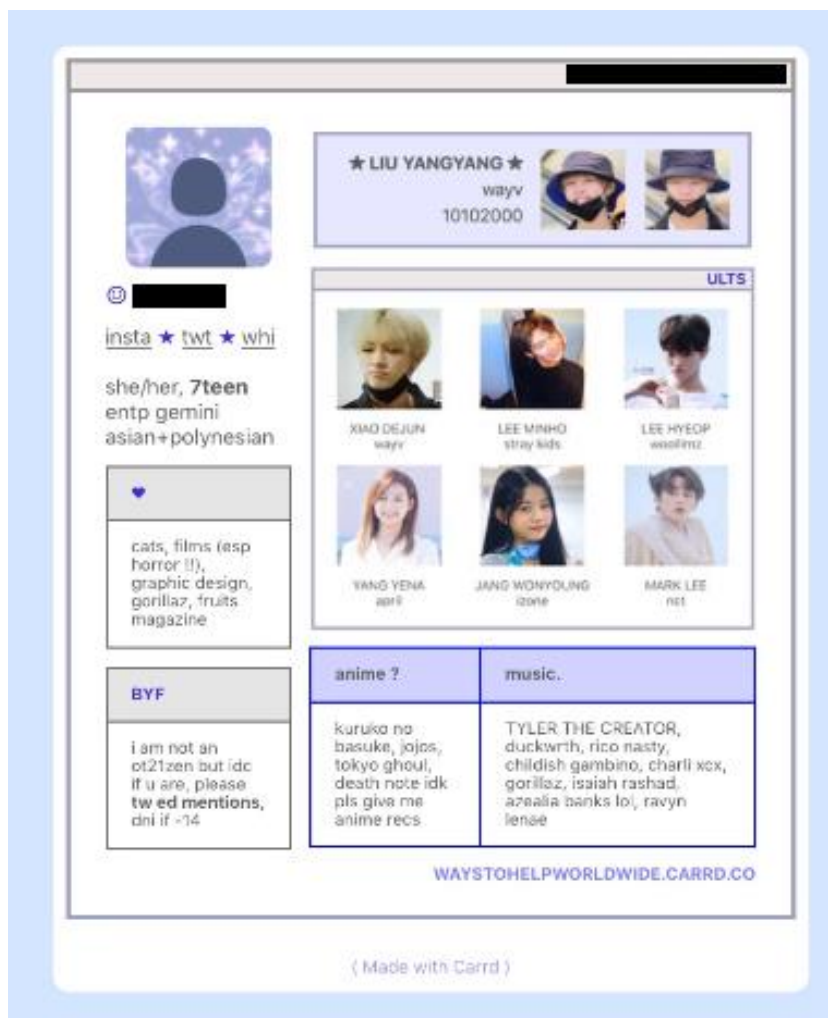 ★ LIU YANGYANG ★
wayv
10102000
insta ★ twt ★ whi
she/her, 7teen
entp gemini
asian+polynesian
♥
cats, films (esp
horror !!),
graphic design,
gorillaz, fruits
magazine
BYF
i am not an
ot21zen but idc
if u are, please
tw ed mentions,
dni if -14
ULTS
XIAO DEJUN
wayv
LEE MINHO
stray kids
LEE HYEOP
woollimz
YANG YENA
april
JANG WONYOUNG
izone
MARK LEE
nct
anime ?
kuruko no
basuke, jojos,
tokyo ghoul,
death note idk
pls give me
anime recs
music.
TYLER THE CREATOR,
duckwrth, rico nasty,
childish gambino, charli xcx,
gorillaz, isaiah rashad,
azealia banks lol, ravyn
lenae
WAYSTOHELPWORLDWIDE.CARRD.CO
( Made with Carrd )